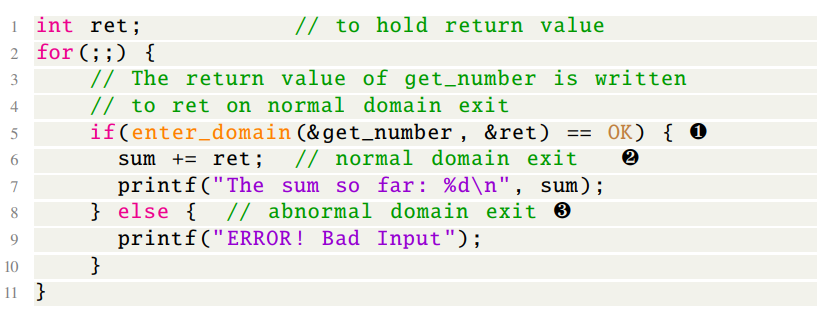 1 int ret;           // to hold return value
2 for(;;) {
3     // The return value of get_number is written
4     // to ret on normal domain exit
5     if(enter_domain(&get_number, &ret) == OK) { ❶
6       sum += ret;  // normal domain exit   ❷
7       printf("The sum so far: %d\n", sum);
8     } else {  // abnormal domain exit ❸
9       printf("ERROR! Bad Input");
10     }
11 }